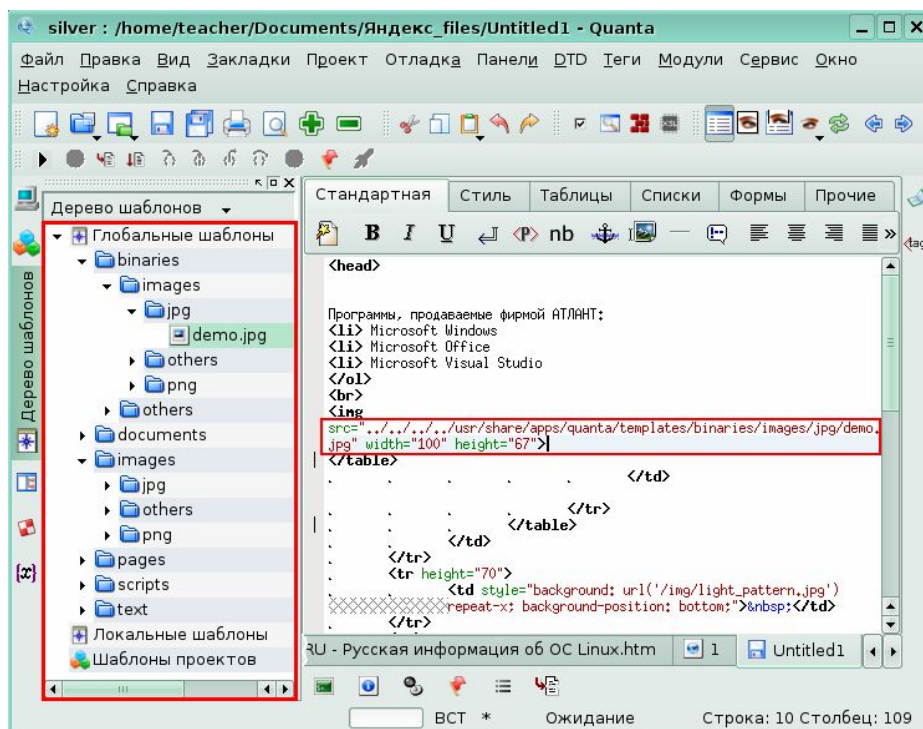 silver : /home/teacher/Documents/Яндекс_files/Untitled1 - Quanta
Файл Правка Вид Закладки Проект Отладка Панели DTD Теги Модули Сервис Окно
Настройка Справка
Дерево шаблонов
Глобальные шаблоны
binaries
images
jpg
demo.jpg
others
png
others
documents
images
jpg
others
png
pages
scripts
text
Локальные шаблоны
Шаблоны проектов
Дерево шаблонов
{x}
Стандартная Стиль Таблицы Списки Формы Прочие
B I U <P> nb »
<tag
<head>
Программы, продаваемые фирмой АТЛАНТ:
<li> Microsoft Windows
<li> Microsoft Office
<li> Microsoft Visual Studio
</ol>
<br>
<img
src="../../../../usr/share/apps/quanta/templates/binaries/images/jpg/demo.
jpg" width="100" height="67">
</table>
. . . . . </td>
. . . . </tr>
. . . </table>
. . </td>
. </tr>
. <tr height="70">
. . <td style="background: url('/img/light_pattern.jpg')
repeat-x; background-position: bottom;">&nbsp;</td>
. </tr>
RU - Русская информация об ОС Linux.htm 1 Untitled1
ВСТ * Ожидание Строка: 10 Столбец: 109